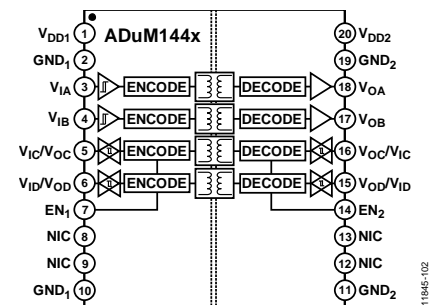 ADuM144x
V_DD1 1 20 V_DD2
GND_1 2 19 GND_2
V_IA 3 ENCODE DECODE 18 V_OA
V_IB 4 ENCODE DECODE 17 V_OB
V_IC/V_OC 5 ENCODE DECODE 16 V_OC/V_IC
V_ID/V_OD 6 ENCODE DECODE 15 V_OD/V_ID
EN_1 7 14 EN_2
NIC 8 13 NIC
NIC 9 12 NIC
GND_1 10 11 GND_2
11845-102